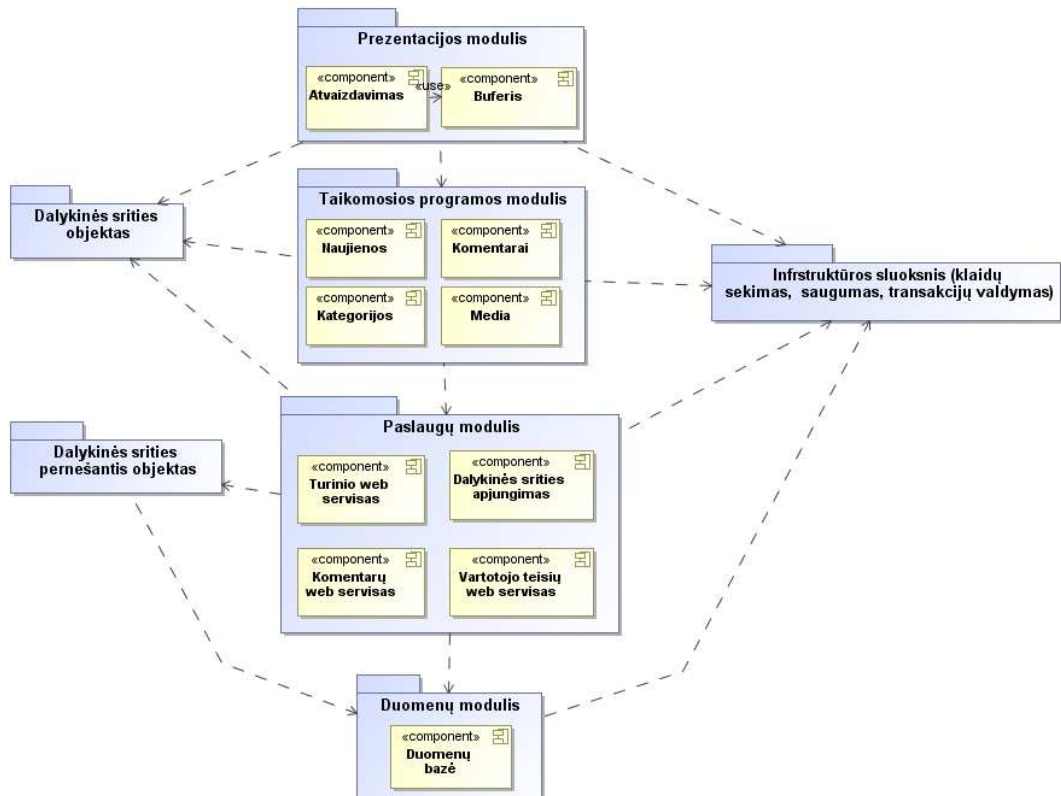 Prezentacijos modulis
«component»
Atvaizdavimas
«use»
«component»
Buferis
Taikomosios programos modulis
«component»
Naujienos
«component»
Komentarai
«component»
Kategorijos
«component»
Media
Dalykinės srities
objektas
Infrstruktūros sluoksnis (klaidų
sekimas, saugumas, transakcijų valdymas)
Paslaugų modulis
«component»
Turinio web
servisas
«component»
Dalykinės srities
apjungimas
«component»
Komentarų
web servisas
«component»
Vartotojo teisių
web servisas
Dalykinės srities
pernešantis objektas
Duomenų modulis
«component»
Duomenų
bazė